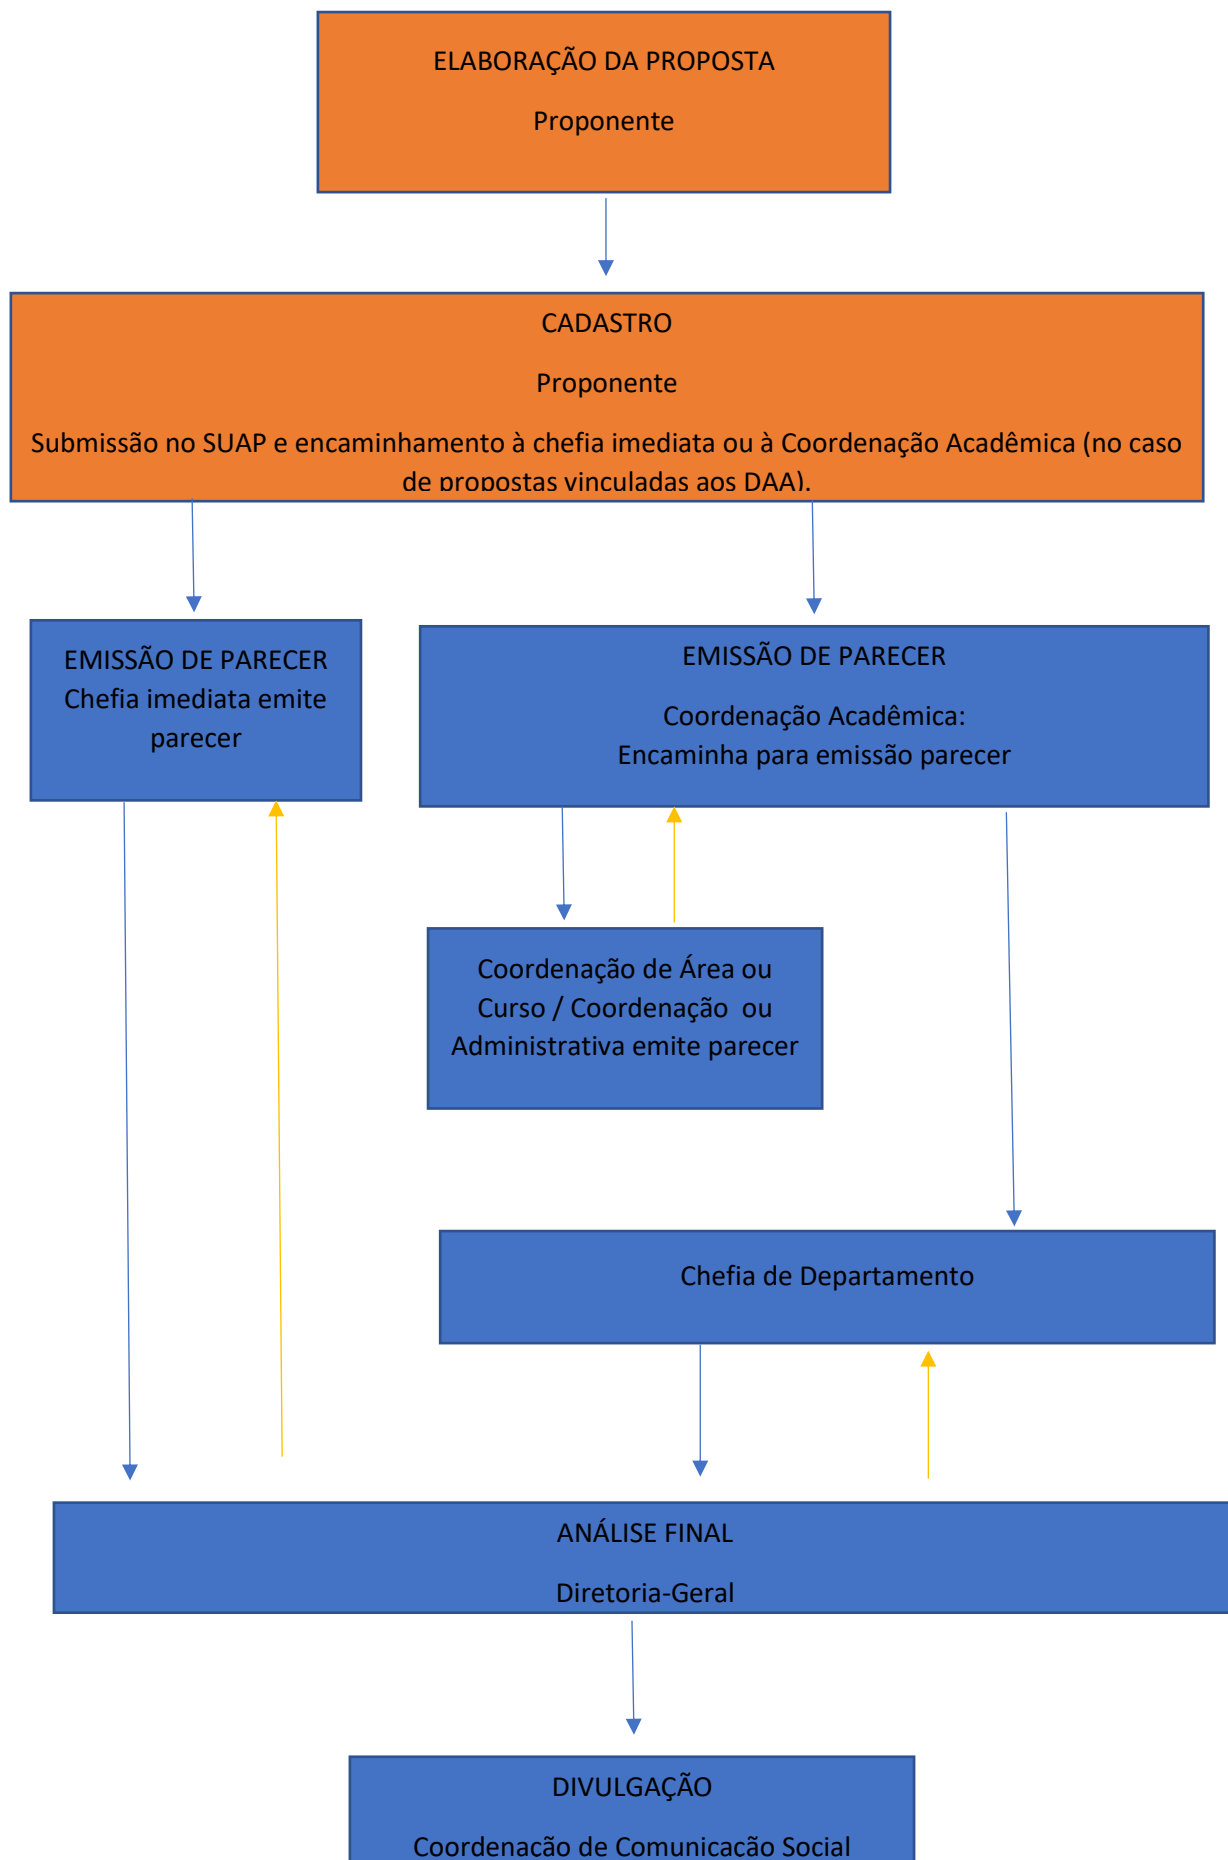 ELABORAÇÃO DA PROPOSTA
Proponente
CADASTRO
Proponente
Submissão no SUAP e encaminhamento à chefia imediata ou à Coordenação Acadêmica (no caso
de propostas vinculadas aos DAA).
EMISSÃO DE PARECER
Chefia imediata emite
parecer
EMISSÃO DE PARECER
Coordenação Acadêmica:
Encaminha para emissão parecer
Coordenação de Área ou
Curso / Coordenação  ou
Administrativa emite parecer
Chefia de Departamento
ANÁLISE FINAL
Diretoria-Geral
DIVULGAÇÃO
Coordenação de Comunicação Social